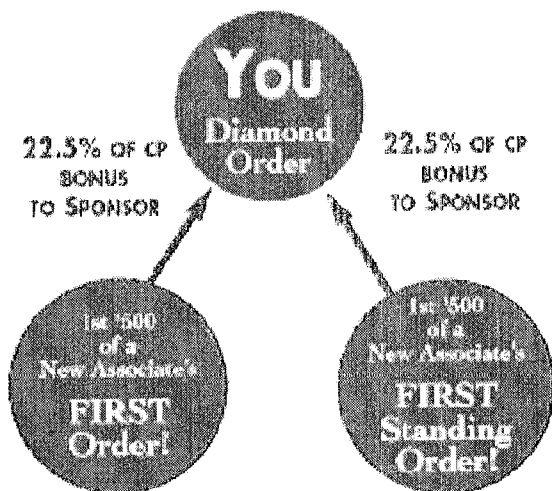 YOU
Diamond
Order
22.5% OF CP
BONUS
TO SPONSOR
22.5% OF CP
BONUS
TO SPONSOR
1st $500
of a
New Associate's
FIRST
Order!
1st $500
of a
New Associate's
FIRST
Standing
Order!